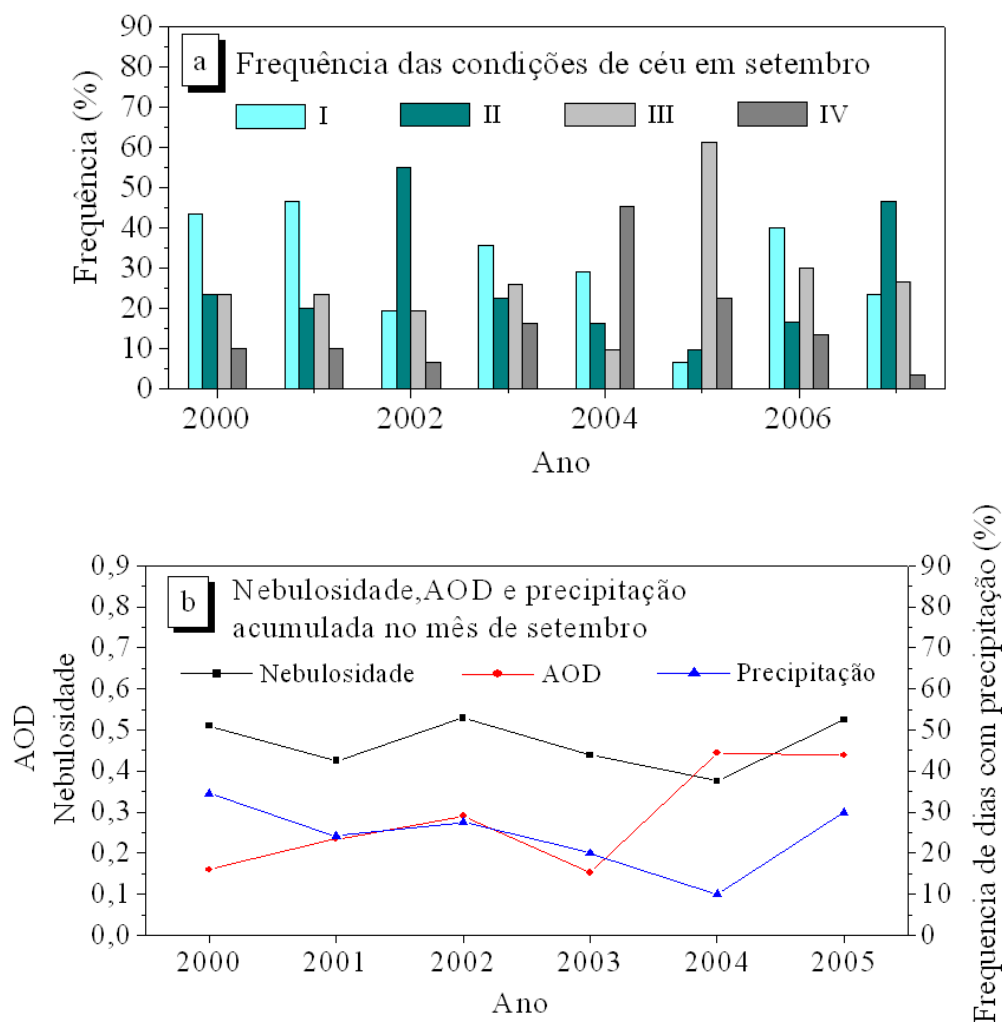 a Frequência das condições de céu em setembro
I II III IV
Frequência (%)
90
80
70
60
50
40
30
20
10
0
2000 2002 2004 2006
Ano
b Nebulosidade,AOD e precipitação
acumulada no mês de setembro
Nebulosidade AOD Precipitação
AOD
Nebulosidade
0,9
0,8
0,7
0,6
0,5
0,4
0,3
0,2
0,1
0,0
Frequencia de dias com precipitação (%)
90
80
70
60
50
40
30
20
10
0
2000 2001 2002 2003 2004 2005
Ano